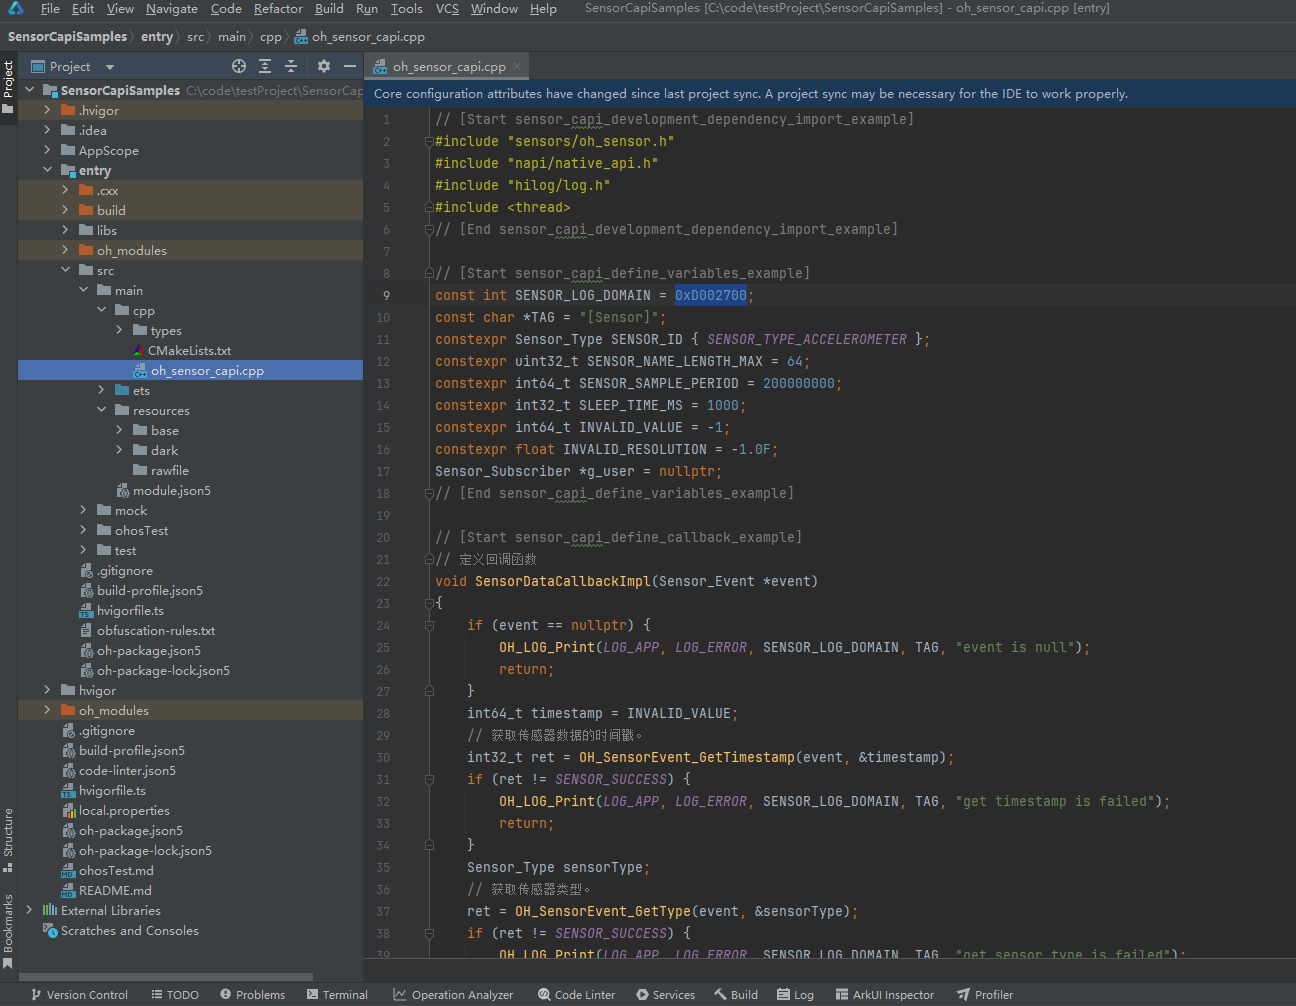 File Edit View Navigate Code Refactor Build Run Tools VCS Window Help SensorCapiSamples [C:\code\testProject\SensorCapiSamples] - oh_sensor_capi.cpp [entry]
SensorCapiSamples entry src main cpp oh_sensor_capi.cpp
Project
Project
oh_sensor_capi.cpp
SensorCapiSamples C:\code\testProject\SensorCap
.hvigor
.idea
AppScope
entry
.cxx
build
libs
oh_modules
src
main
cpp
types
CMakeLists.txt
oh_sensor_capi.cpp
ets
resources
base
dark
rawfile
module.json5
mock
ohosTest
test
.gitignore
build-profile.json5
hvigorfile.ts
obfuscation-rules.txt
oh-package.json5
oh-package-lock.json5
hvigor
oh_modules
.gitignore
build-profile.json5
code-linter.json5
hvigorfile.ts
local.properties
oh-package.json5
oh-package-lock.json5
ohosTest.md
README.md
External Libraries
Scratches and Consoles
Structure
Bookmarks
Core configuration attributes have changed since last project sync. A project sync may be necessary for the IDE to work properly.
1 // [Start sensor_capi_development_dependency_import_example]
2 #include "sensors/oh_sensor.h"
3 #include "napi/native_api.h"
4 #include "hilog/log.h"
5 #include <thread>
6 // [End sensor_capi_development_dependency_import_example]
7
8 // [Start sensor_capi_define_variables_example]
9 const int SENSOR_LOG_DOMAIN = 0xD002700;
10 const char *TAG = "[Sensor]";
11 constexpr Sensor_Type SENSOR_ID { SENSOR_TYPE_ACCELEROMETER };
12 constexpr uint32_t SENSOR_NAME_LENGTH_MAX = 64;
13 constexpr int64_t SENSOR_SAMPLE_PERIOD = 200000000;
14 constexpr int32_t SLEEP_TIME_MS = 1000;
15 constexpr int64_t INVALID_VALUE = -1;
16 constexpr float INVALID_RESOLUTION = -1.0F;
17 Sensor_Subscriber *g_user = nullptr;
18 // [End sensor_capi_define_variables_example]
19
20 // [Start sensor_capi_define_callback_example]
21 // 定义回调函数
22 void SensorDataCallbackImpl(Sensor_Event *event)
23 {
24 if (event == nullptr) {
25 OH_LOG_Print(LOG_APP, LOG_ERROR, SENSOR_LOG_DOMAIN, TAG, "event is null");
26 return;
27 }
28 int64_t timestamp = INVALID_VALUE;
29 // 获取传感器数据的时间戳。
30 int32_t ret = OH_SensorEvent_GetTimestamp(event, &timestamp);
31 if (ret != SENSOR_SUCCESS) {
32 OH_LOG_Print(LOG_APP, LOG_ERROR, SENSOR_LOG_DOMAIN, TAG, "get timestamp is failed");
33 return;
34 }
35 Sensor_Type sensorType;
36 // 获取传感器类型。
37 ret = OH_SensorEvent_GetType(event, &sensorType);
38 if (ret != SENSOR_SUCCESS) {
39 OH_LOG_Print(LOG_APP, LOG_ERROR, SENSOR_LOG_DOMAIN, TAG, "get sensor type is failed");
Version Control TODO Problems Terminal Operation Analyzer Code Linter Services Build Log ArkUI Inspector Profiler